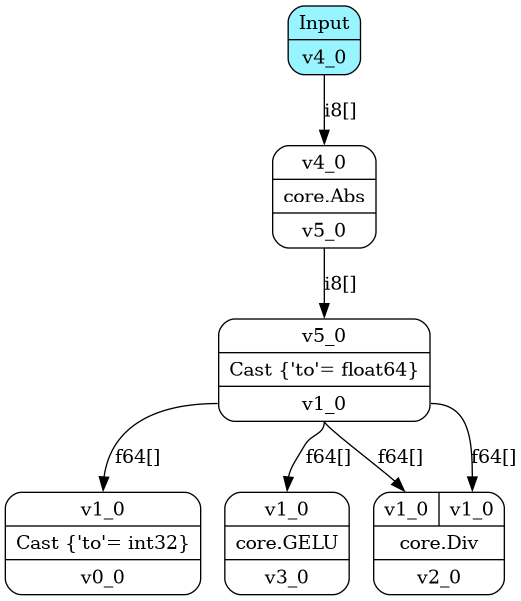 Input
v4_0
i8[]
v4_0
core.Abs
v5_0
i8[]
v5_0
Cast {'to'= float64}
v1_0
f64[] f64[] f64[] f64[]
v1_0 v1_0 v1_0 v1_0
Cast {'to'= int32} core.GELU core.Div
v0_0 v3_0 v2_0